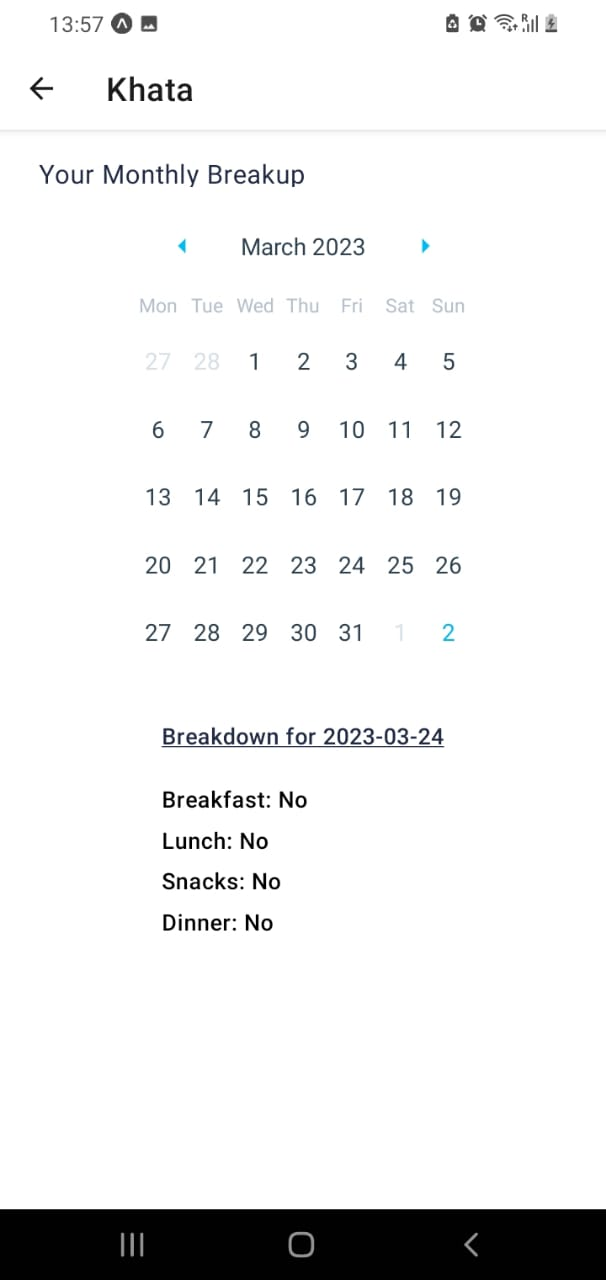 13:57
Khata
Your Monthly Breakup
March 2023
Mon Tue Wed Thu Fri Sat Sun
27 28 1 2 3 4 5
6 7 8 9 10 11 12
13 14 15 16 17 18 19
20 21 22 23 24 25 26
27 28 29 30 31 1 2
Breakdown for 2023-03-24
Breakfast: No
Lunch: No
Snacks: No
Dinner: No